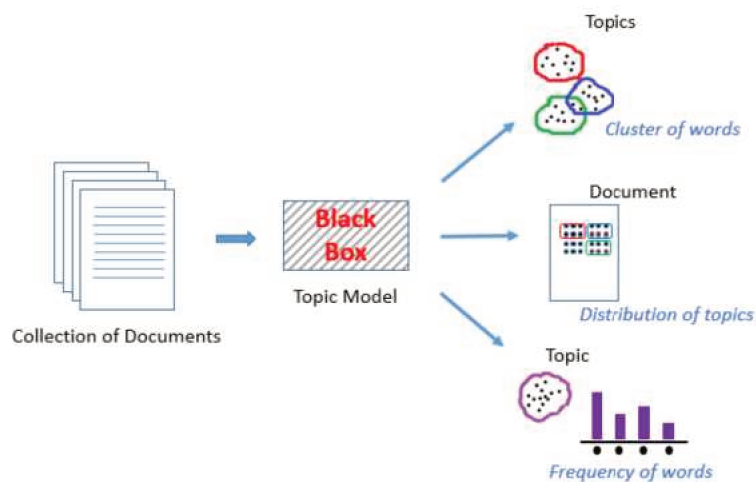 Topics
Cluster of words
Document
Black
Box
Topic Model
Collection of Documents
Distribution of topics
Topic
Frequency of words